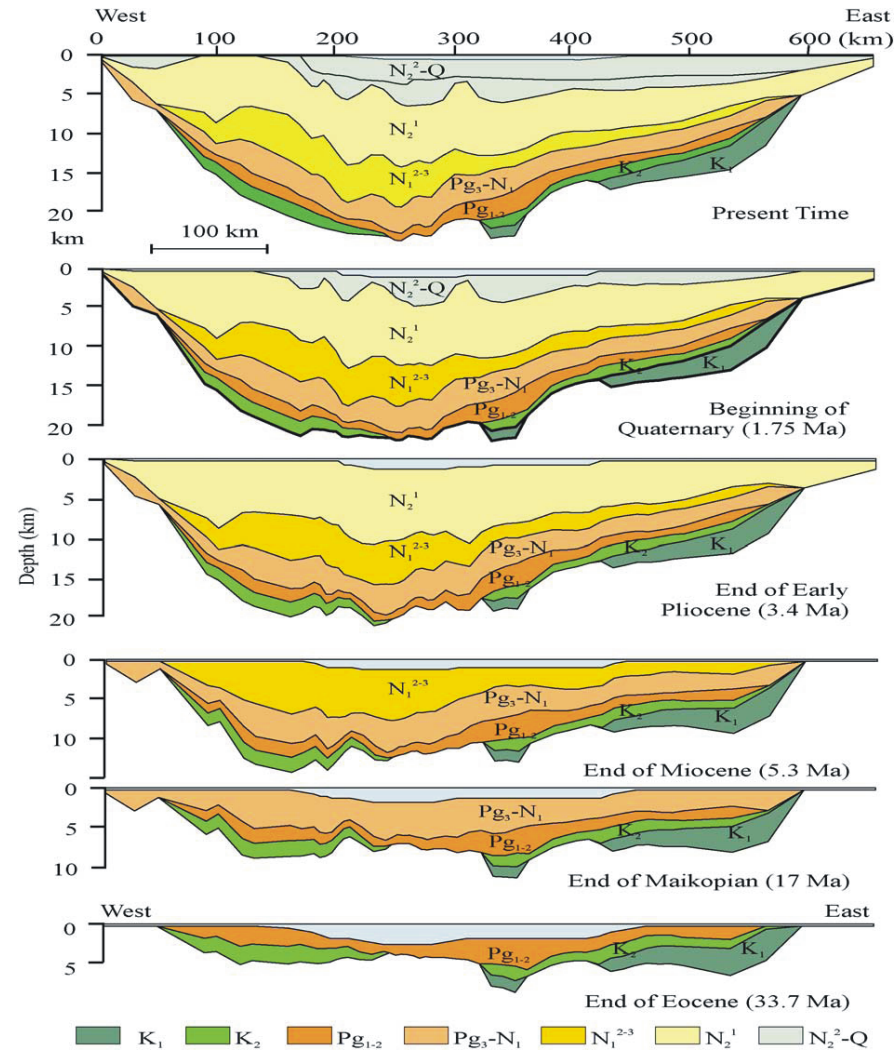 West East
0 100 200 300 400 500 600 (km)
0
5
10
15
20
km
N₂²-Q
N₂¹
N₁²⁻³
Pg₃-N₁
Pg₁₋₂
K₂
K₁
Present Time
100 km
0
5
10
15
20
N₂²-Q
N₂¹
N₁²⁻³
Pg₃-N₁
Pg₁₋₂
K₂
K₁
Beginning of
Quaternary (1.75 Ma)
Depth (km)
0
5
10
15
20
N₂¹
N₁²⁻³
Pg₃-N₁
Pg₁₋₂
K₂
K₁
End of Early
Pliocene (3.4 Ma)
0
5
10
15
N₁²⁻³
Pg₃-N₁
Pg₁₋₂
K₂
K₁
End of Miocene (5.3 Ma)
0
5
10
Pg₃-N₁
Pg₁₋₂
K₂
K₁
End of Maikopian (17 Ma)
West East
0
5
Pg₁₋₂
K₂
K₁
End of Eocene (33.7 Ma)
K₁ K₂ Pg₁₋₂ Pg₃-N₁ N₁²⁻³ N₂¹ N₂²-Q